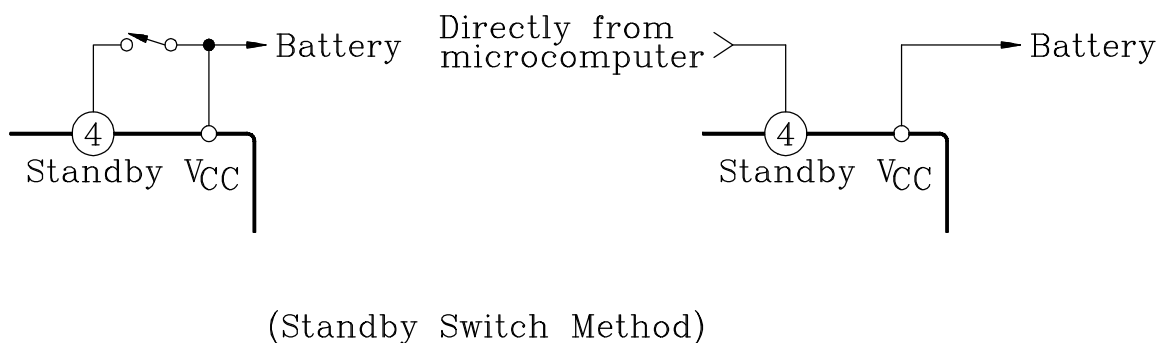 Battery
4
Standby VCC
Directly from
microcomputer
Battery
4
Standby VCC
(Standby Switch Method)